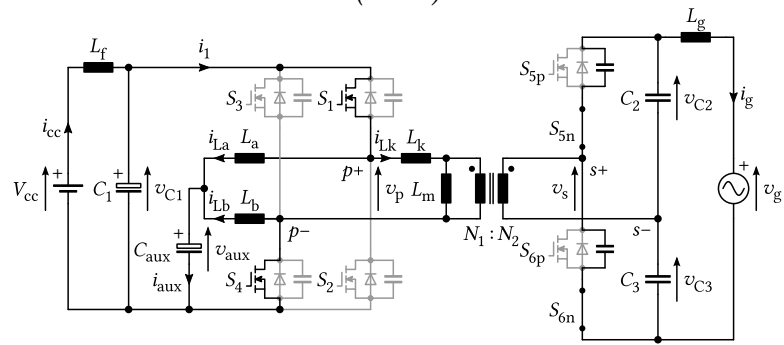 L_f
i_1
S_3
S_1
S_5p
S_5n
L_g
C_2
v_C2
i_g
i_cc
V_cc
+
C_1
+
v_C1
i_La
L_a
p+
i_Lk
L_k
v_p
L_m
N_1 : N_2
v_s
s+
+
v_g
i_Lb
L_b
p−
s−
C_aux
+
v_aux
i_aux
S_4
S_2
S_6p
S_6n
C_3
v_C3